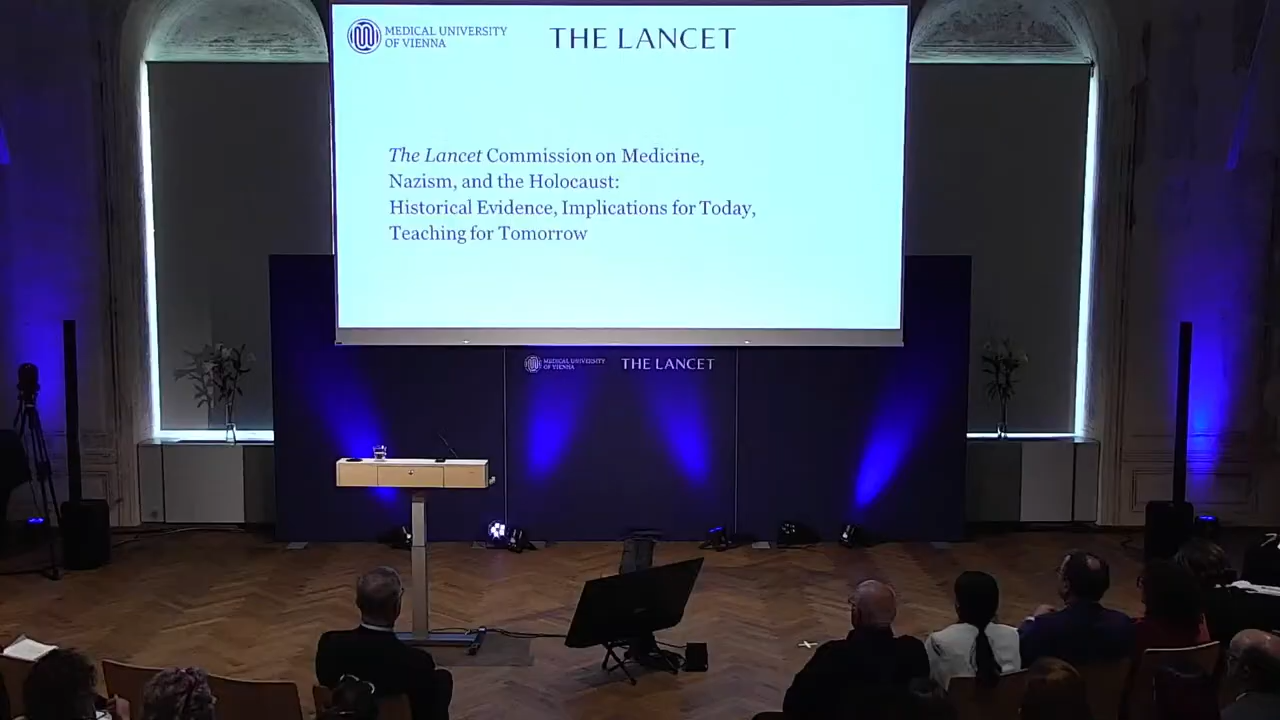 MEDICAL UNIVERSITY
OF VIENNA
THE LANCET
The Lancet Commission on Medicine,
Nazism, and the Holocaust:
Historical Evidence, Implications for Today,
Teaching for Tomorrow
MEDICAL UNIVERSITY
OF VIENNA
THE LANCET